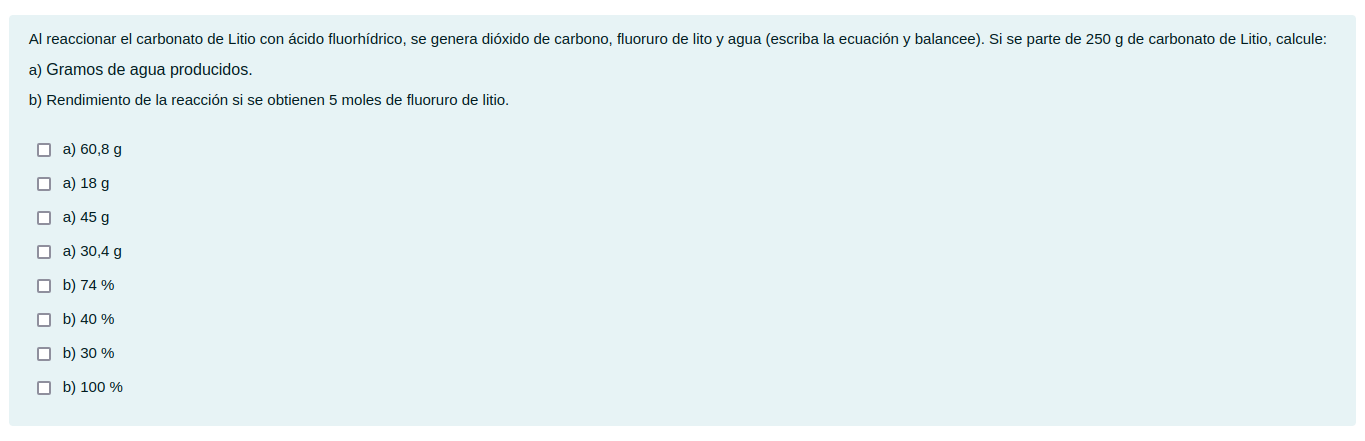 Al reaccionar el carbonato de Litio con ácido fluorhídrico, se genera dióxido de carbono, fluoruro de lito y agua (escriba la ecuación y balancee). Si se parte de 250 g de carbonato de Litio, calcule:
a) Gramos de agua producidos.
b) Rendimiento de la reacción si se obtienen 5 moles de fluoruro de litio.
a) 60,8 g
a) 18 g
a) 45 g
a) 30,4 g
b) 74 %
b) 40 %
b) 30 %
b) 100 %